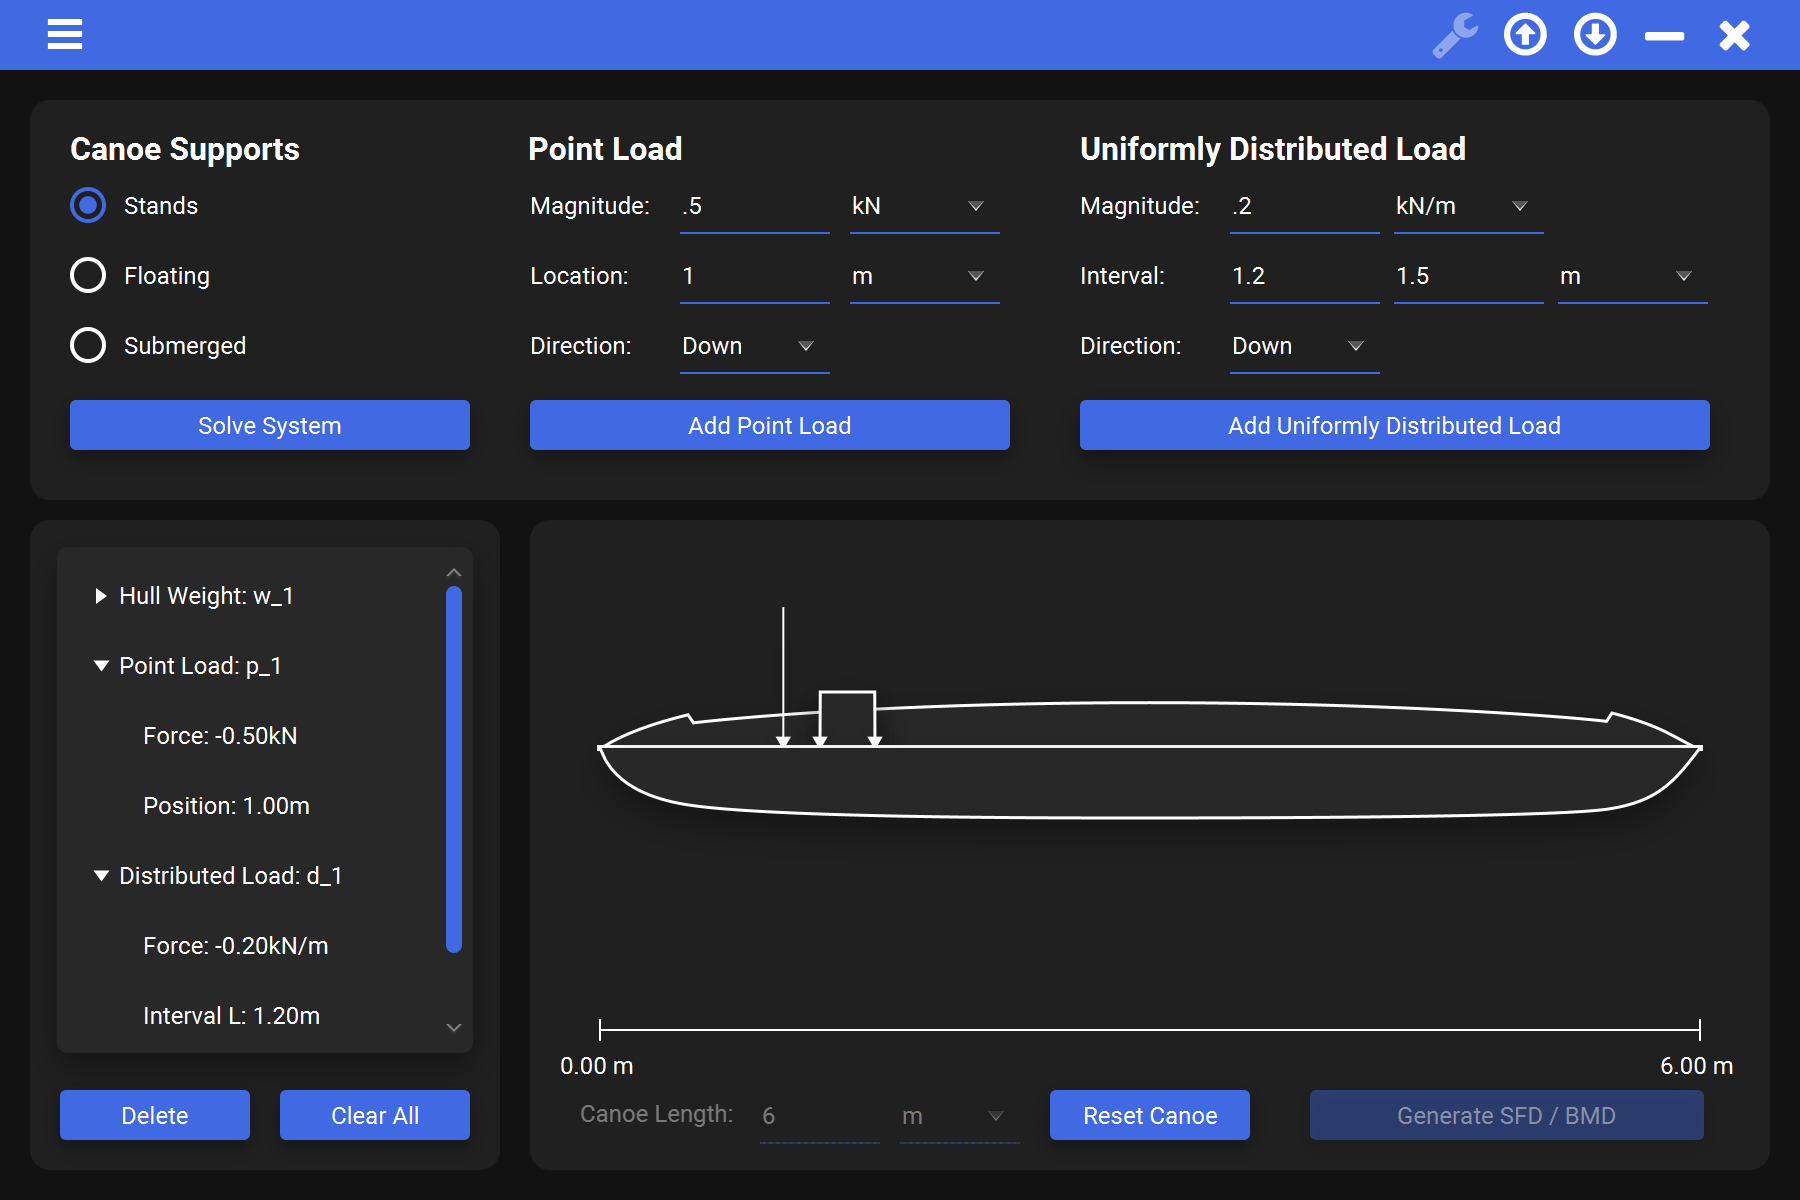 Canoe Supports
Stands
Floating
Submerged
Solve System
Point Load
Magnitude: .5 kN
Location: 1 m
Direction: Down
Add Point Load
Uniformly Distributed Load
Magnitude: .2 kN/m
Interval: 1.2 1.5 m
Direction: Down
Add Uniformly Distributed Load
Hull Weight: w_1
Point Load: p_1
Force: -0.50kN
Position: 1.00m
Distributed Load: d_1
Force: -0.20kN/m
Interval L: 1.20m
Delete Clear All
0.00 m 6.00 m
Canoe Length: 6 m Reset Canoe Generate SFD / BMD